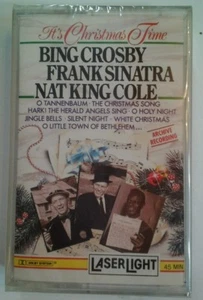 It's Christmas Time
BING CROSBY
FRANK SINATRA
NAT KING COLE
O TANNENBAUM · THE CHRISTMAS SONG
HARK! THE HERALD ANGELS SING · O HOLY NIGHT
JINGLE BELLS · SILENT NIGHT · WHITE CHRISTMAS
O LITTLE TOWN OF BETHLEHEM ...
ARCHIVE
RECORDING
LASERLIGHT
45 MIN